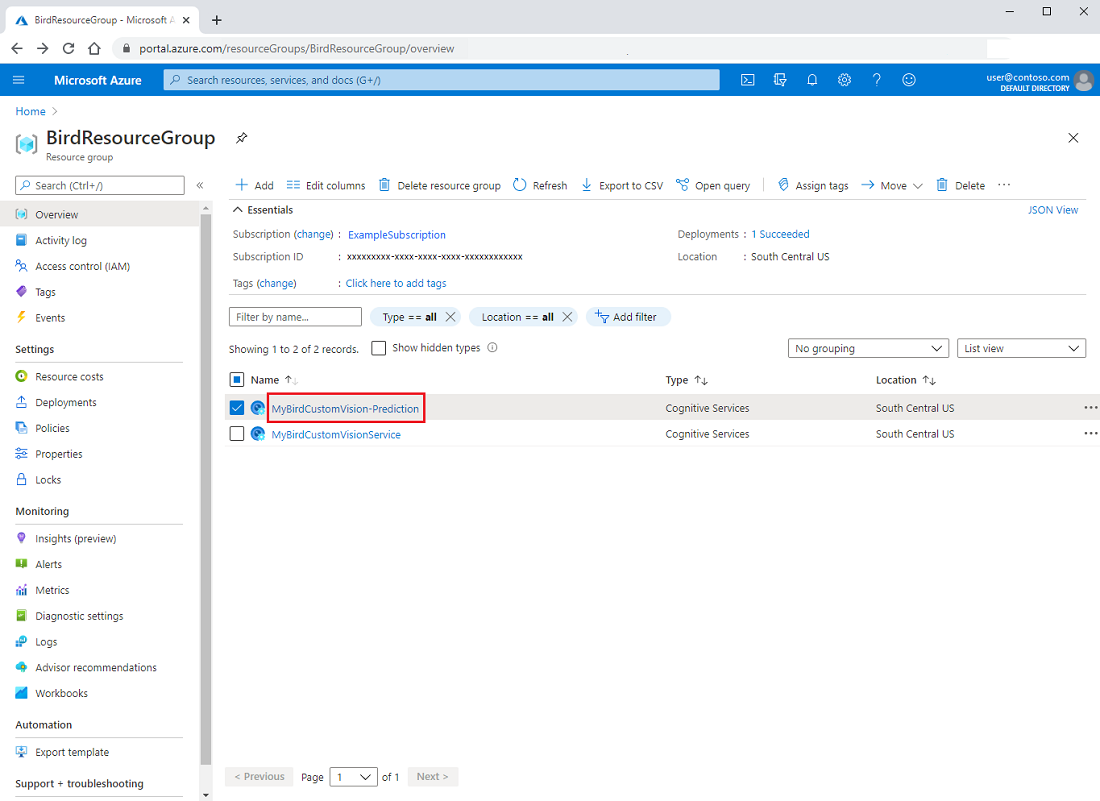 BirdResourceGroup - Microsoft A
portal.azure.com/resourceGroups/BirdResourceGroup/overview
Microsoft Azure
Search resources, services, and docs (G+/)
user@contoso.com
DEFAULT DIRECTORY
Home >
BirdResourceGroup
Resource group
Search (Ctrl+/)
«
Add Edit columns Delete resource group Refresh Export to CSV Open query Assign tags Move Delete ...
Overview
Activity log
Access control (IAM)
Tags
Events
Settings
Resource costs
Deployments
Policies
Properties
Locks
Monitoring
Insights (preview)
Alerts
Metrics
Diagnostic settings
Logs
Advisor recommendations
Workbooks
Automation
Export template
Support + troubleshooting
Essentials JSON View
Subscription (change) : ExampleSubscription Deployments : 1 Succeeded
Subscription ID : xxxxxxxxx-xxxx-xxxx-xxxx-xxxxxxxxxxxx Location : South Central US
Tags (change) : Click here to add tags
Filter by name... Type == all Location == all Add filter
Showing 1 to 2 of 2 records. Show hidden types No grouping List view
Name ↑↓ Type ↑↓ Location ↑↓
MyBirdCustomVision-Prediction Cognitive Services South Central US ...
MyBirdCustomVisionService Cognitive Services South Central US ...
< Previous Page 1 of 1 Next >